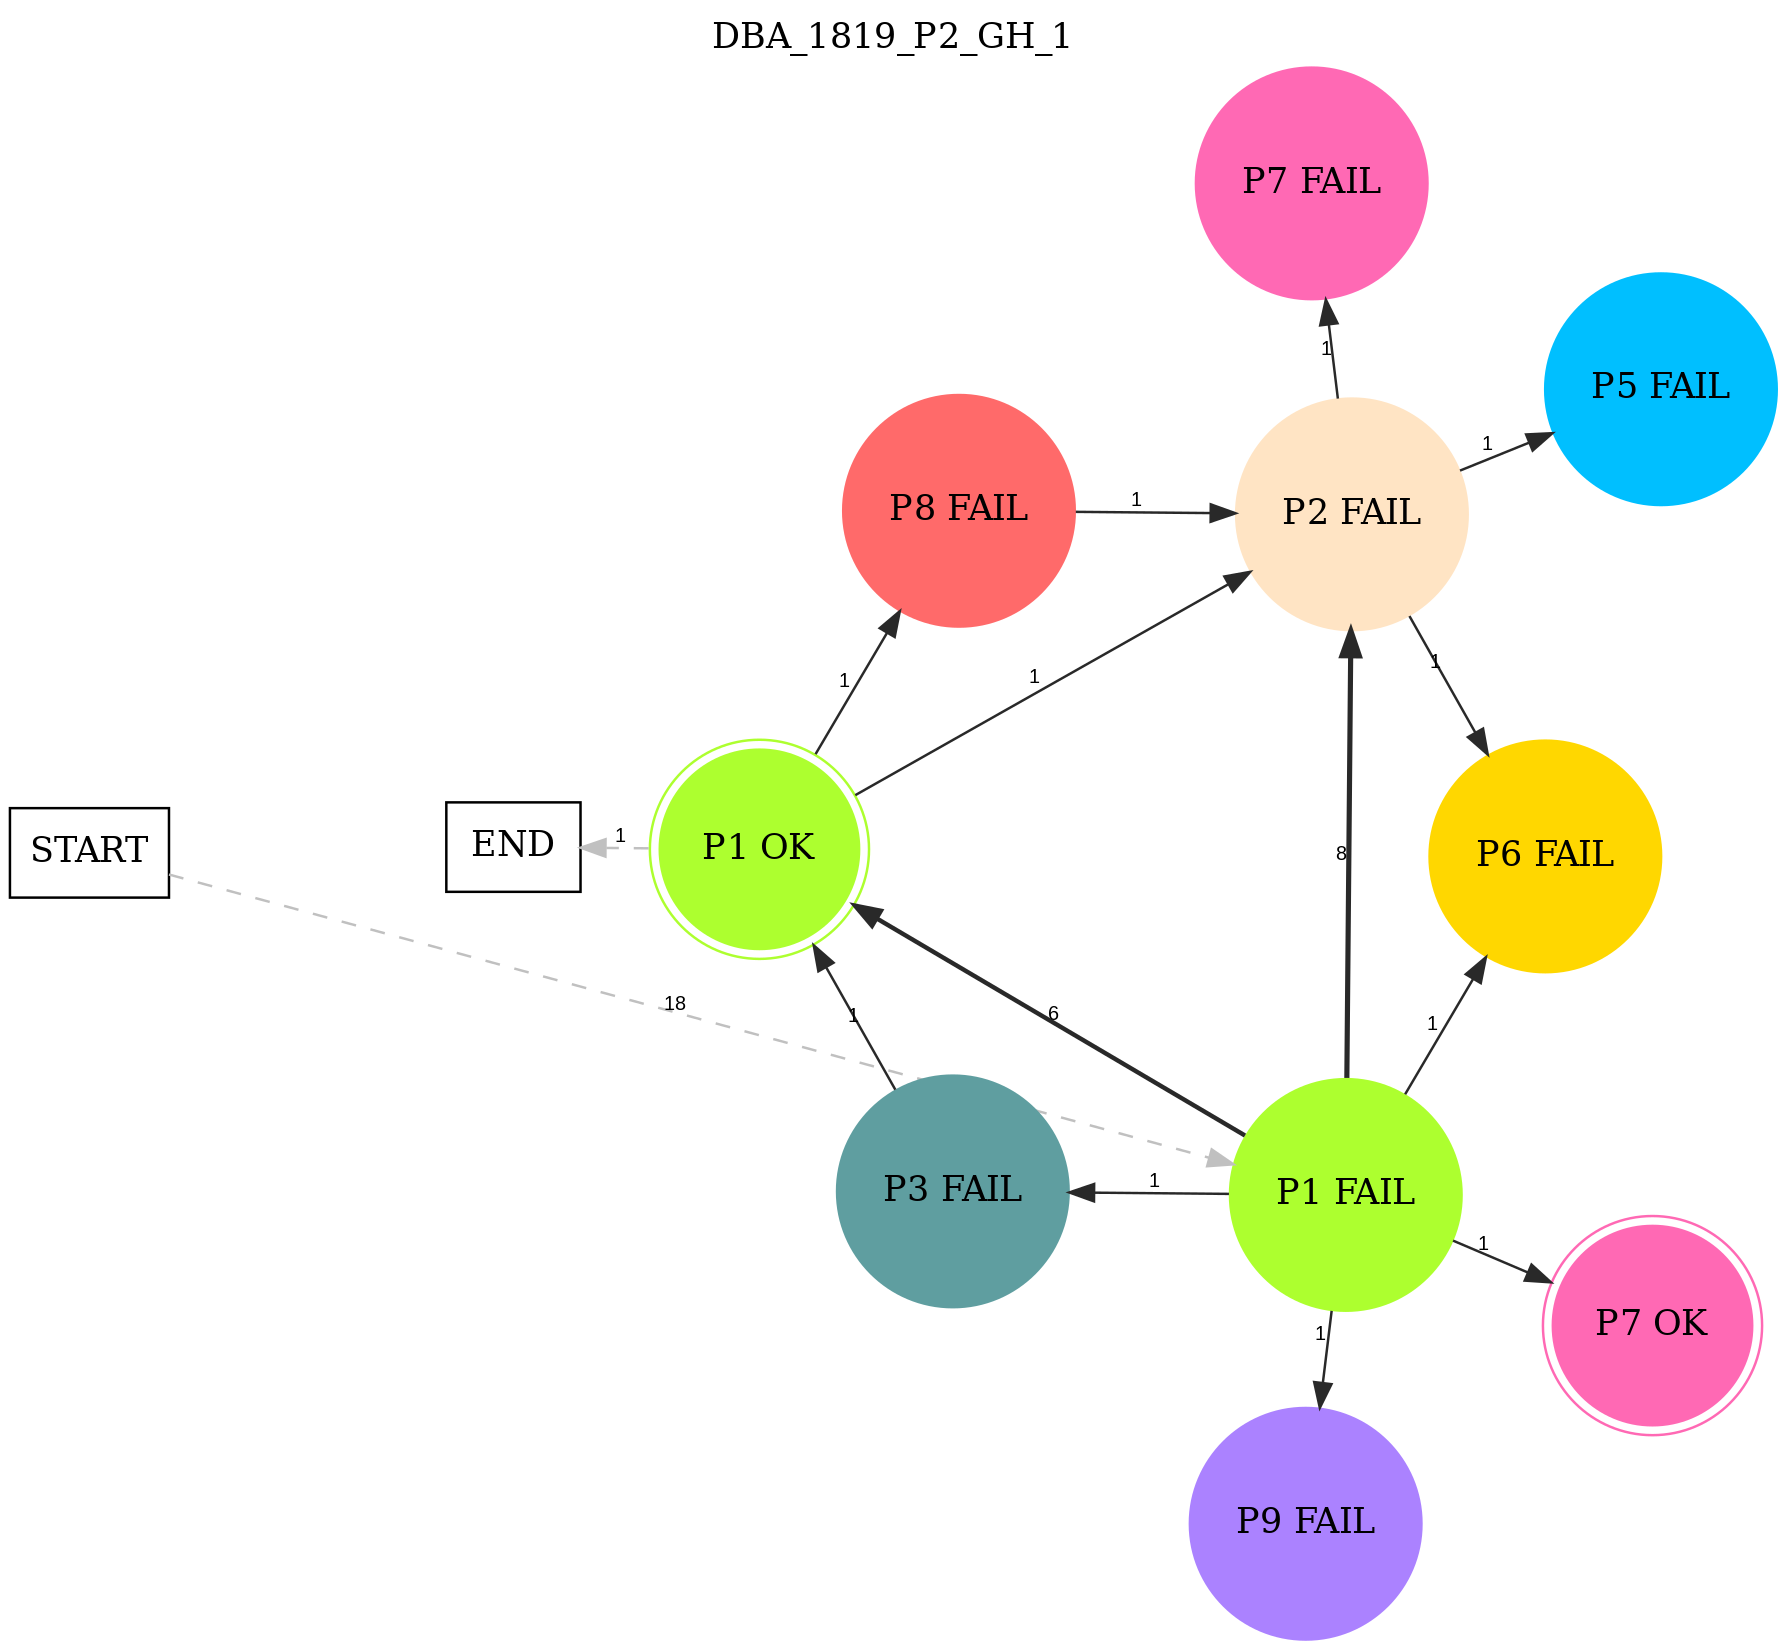 DBA_1819_P2_GH_1
P7 FAIL
1
P5 FAIL
1
P8 FAIL
1
P2 FAIL
1
1
1
START
END
1
P1 OK
8
P6 FAIL
18
1
6
1
P3 FAIL
1
P1 FAIL
1
P7 OK
1
P9 FAIL